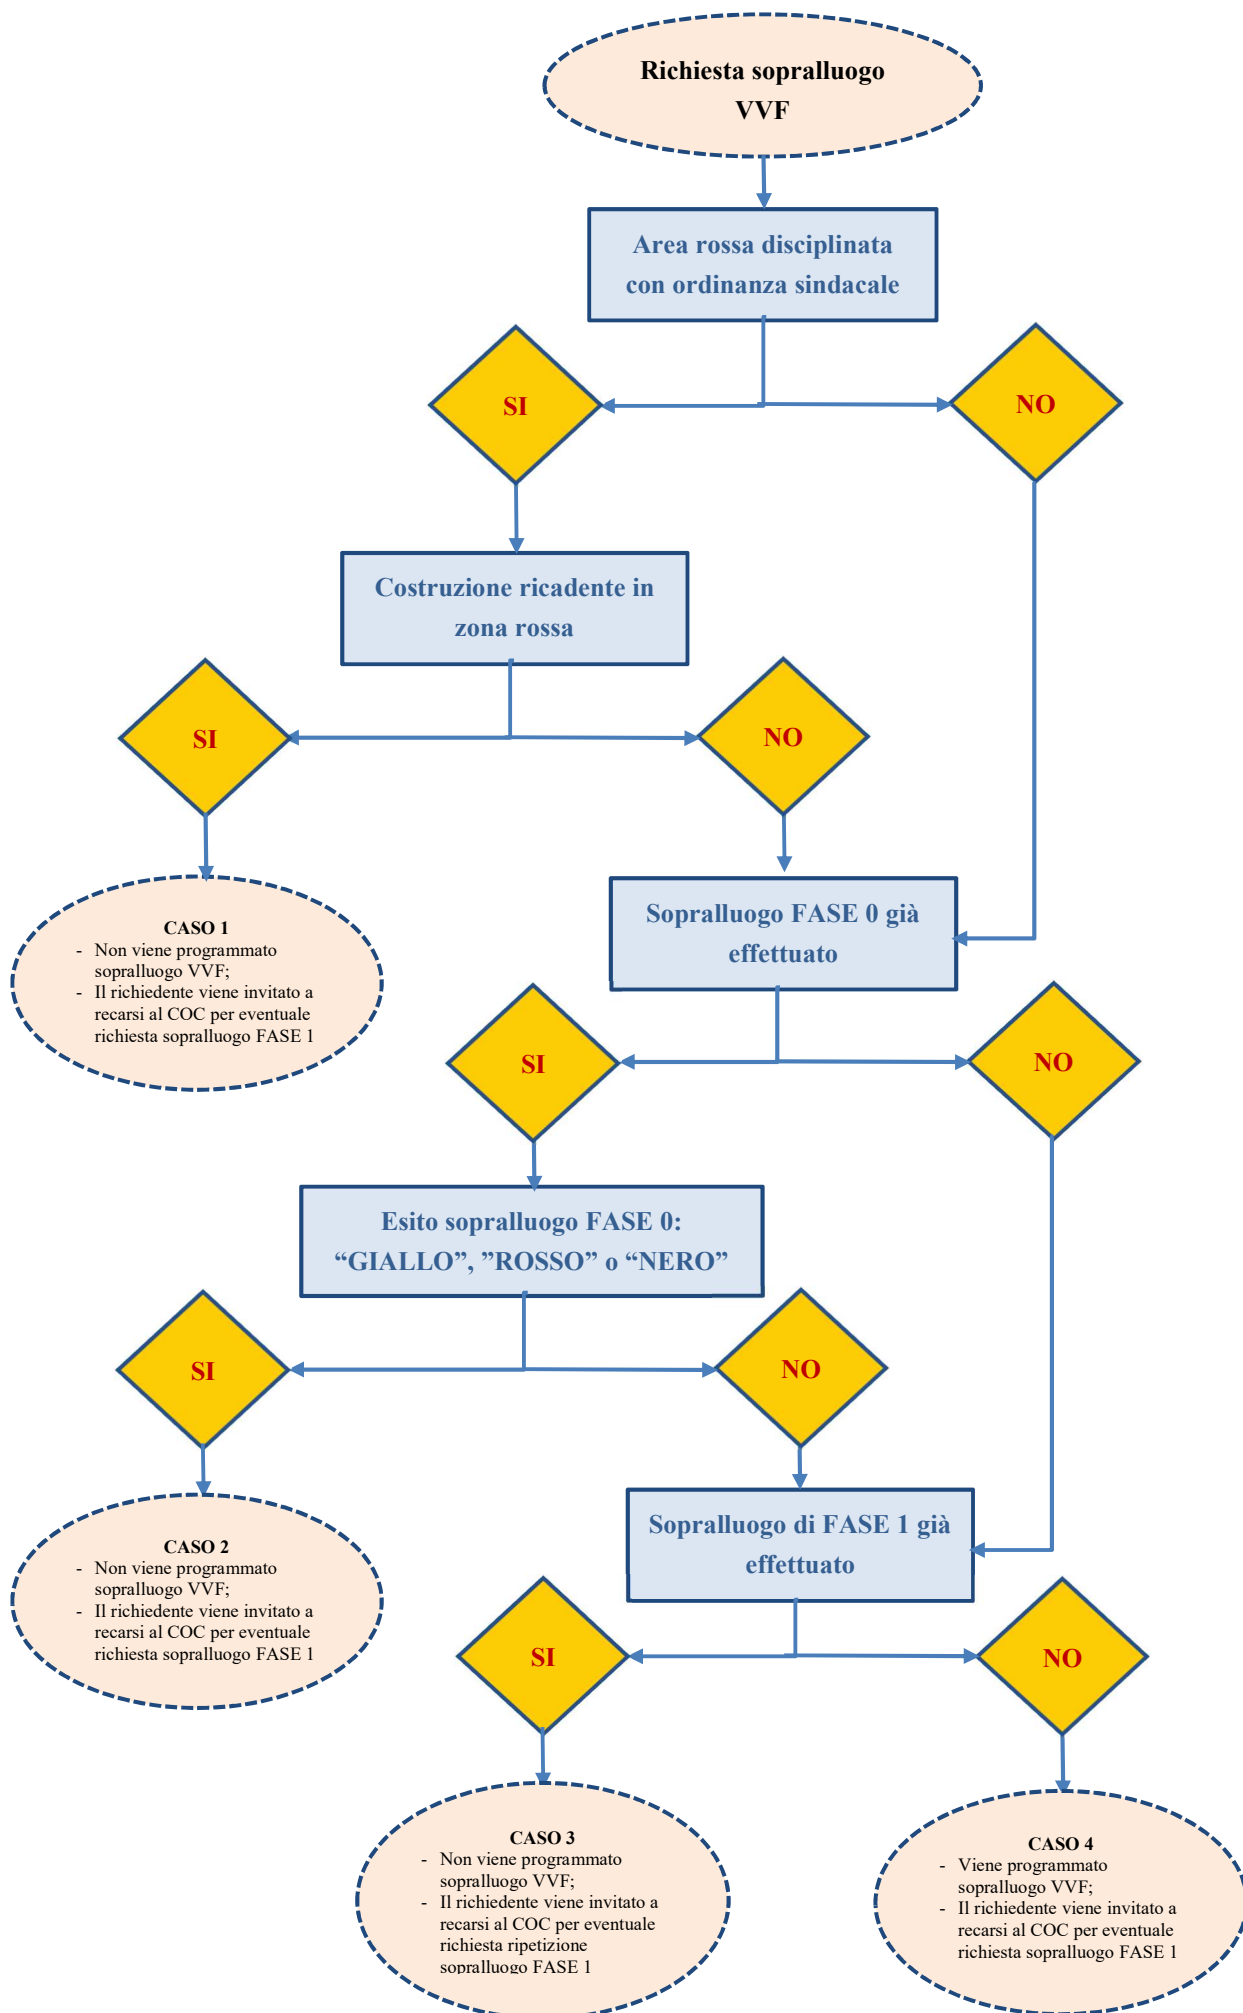 Richiesta sopralluogo
VVF
Area rossa disciplinata
con ordinanza sindacale
SI
NO
Costruzione ricadente in
zona rossa
SI
NO
CASO 1
- Non viene programmato
sopralluogo VVF;
- Il richiedente viene invitato a
recarsi al COC per eventuale
richiesta sopralluogo FASE 1
Sopralluogo FASE 0 già
effettuato
SI
NO
Esito sopralluogo FASE 0:
“GIALLO”, ”ROSSO” o “NERO”
SI
NO
CASO 2
- Non viene programmato
sopralluogo VVF;
- Il richiedente viene invitato a
recarsi al COC per eventuale
richiesta sopralluogo FASE 1
Sopralluogo di FASE 1 già
effettuato
SI
NO
CASO 3
- Non viene programmato
sopralluogo VVF;
- Il richiedente viene invitato a
recarsi al COC per eventuale
richiesta ripetizione
sopralluogo FASE 1
CASO 4
- Viene programmato
sopralluogo VVF;
- Il richiedente viene invitato a
recarsi al COC per eventuale
richiesta sopralluogo FASE 1